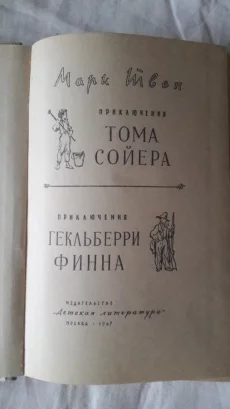 Марк Твен
ПРИКЛЮЧЕНИЯ
ТОМА
СОЙЕРА
ПРИКЛЮЧЕНИЯ
ГЕКЛЬБЕРРИ
ФИННА
ИЗДАТЕЛЬСТВО
„Детская литература“
МОСКВА -